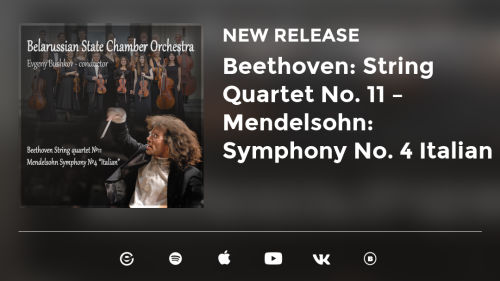 Belarussian State Chamber Orchestra
Evgeny Bushkov - conductor
Beethoven String quartet №11
Mendelsohn Symphony №4 "Italian"
NEW RELEASE
Beethoven: String
Quartet No. 11 –
Mendelsohn:
Symphony No. 4 Italian